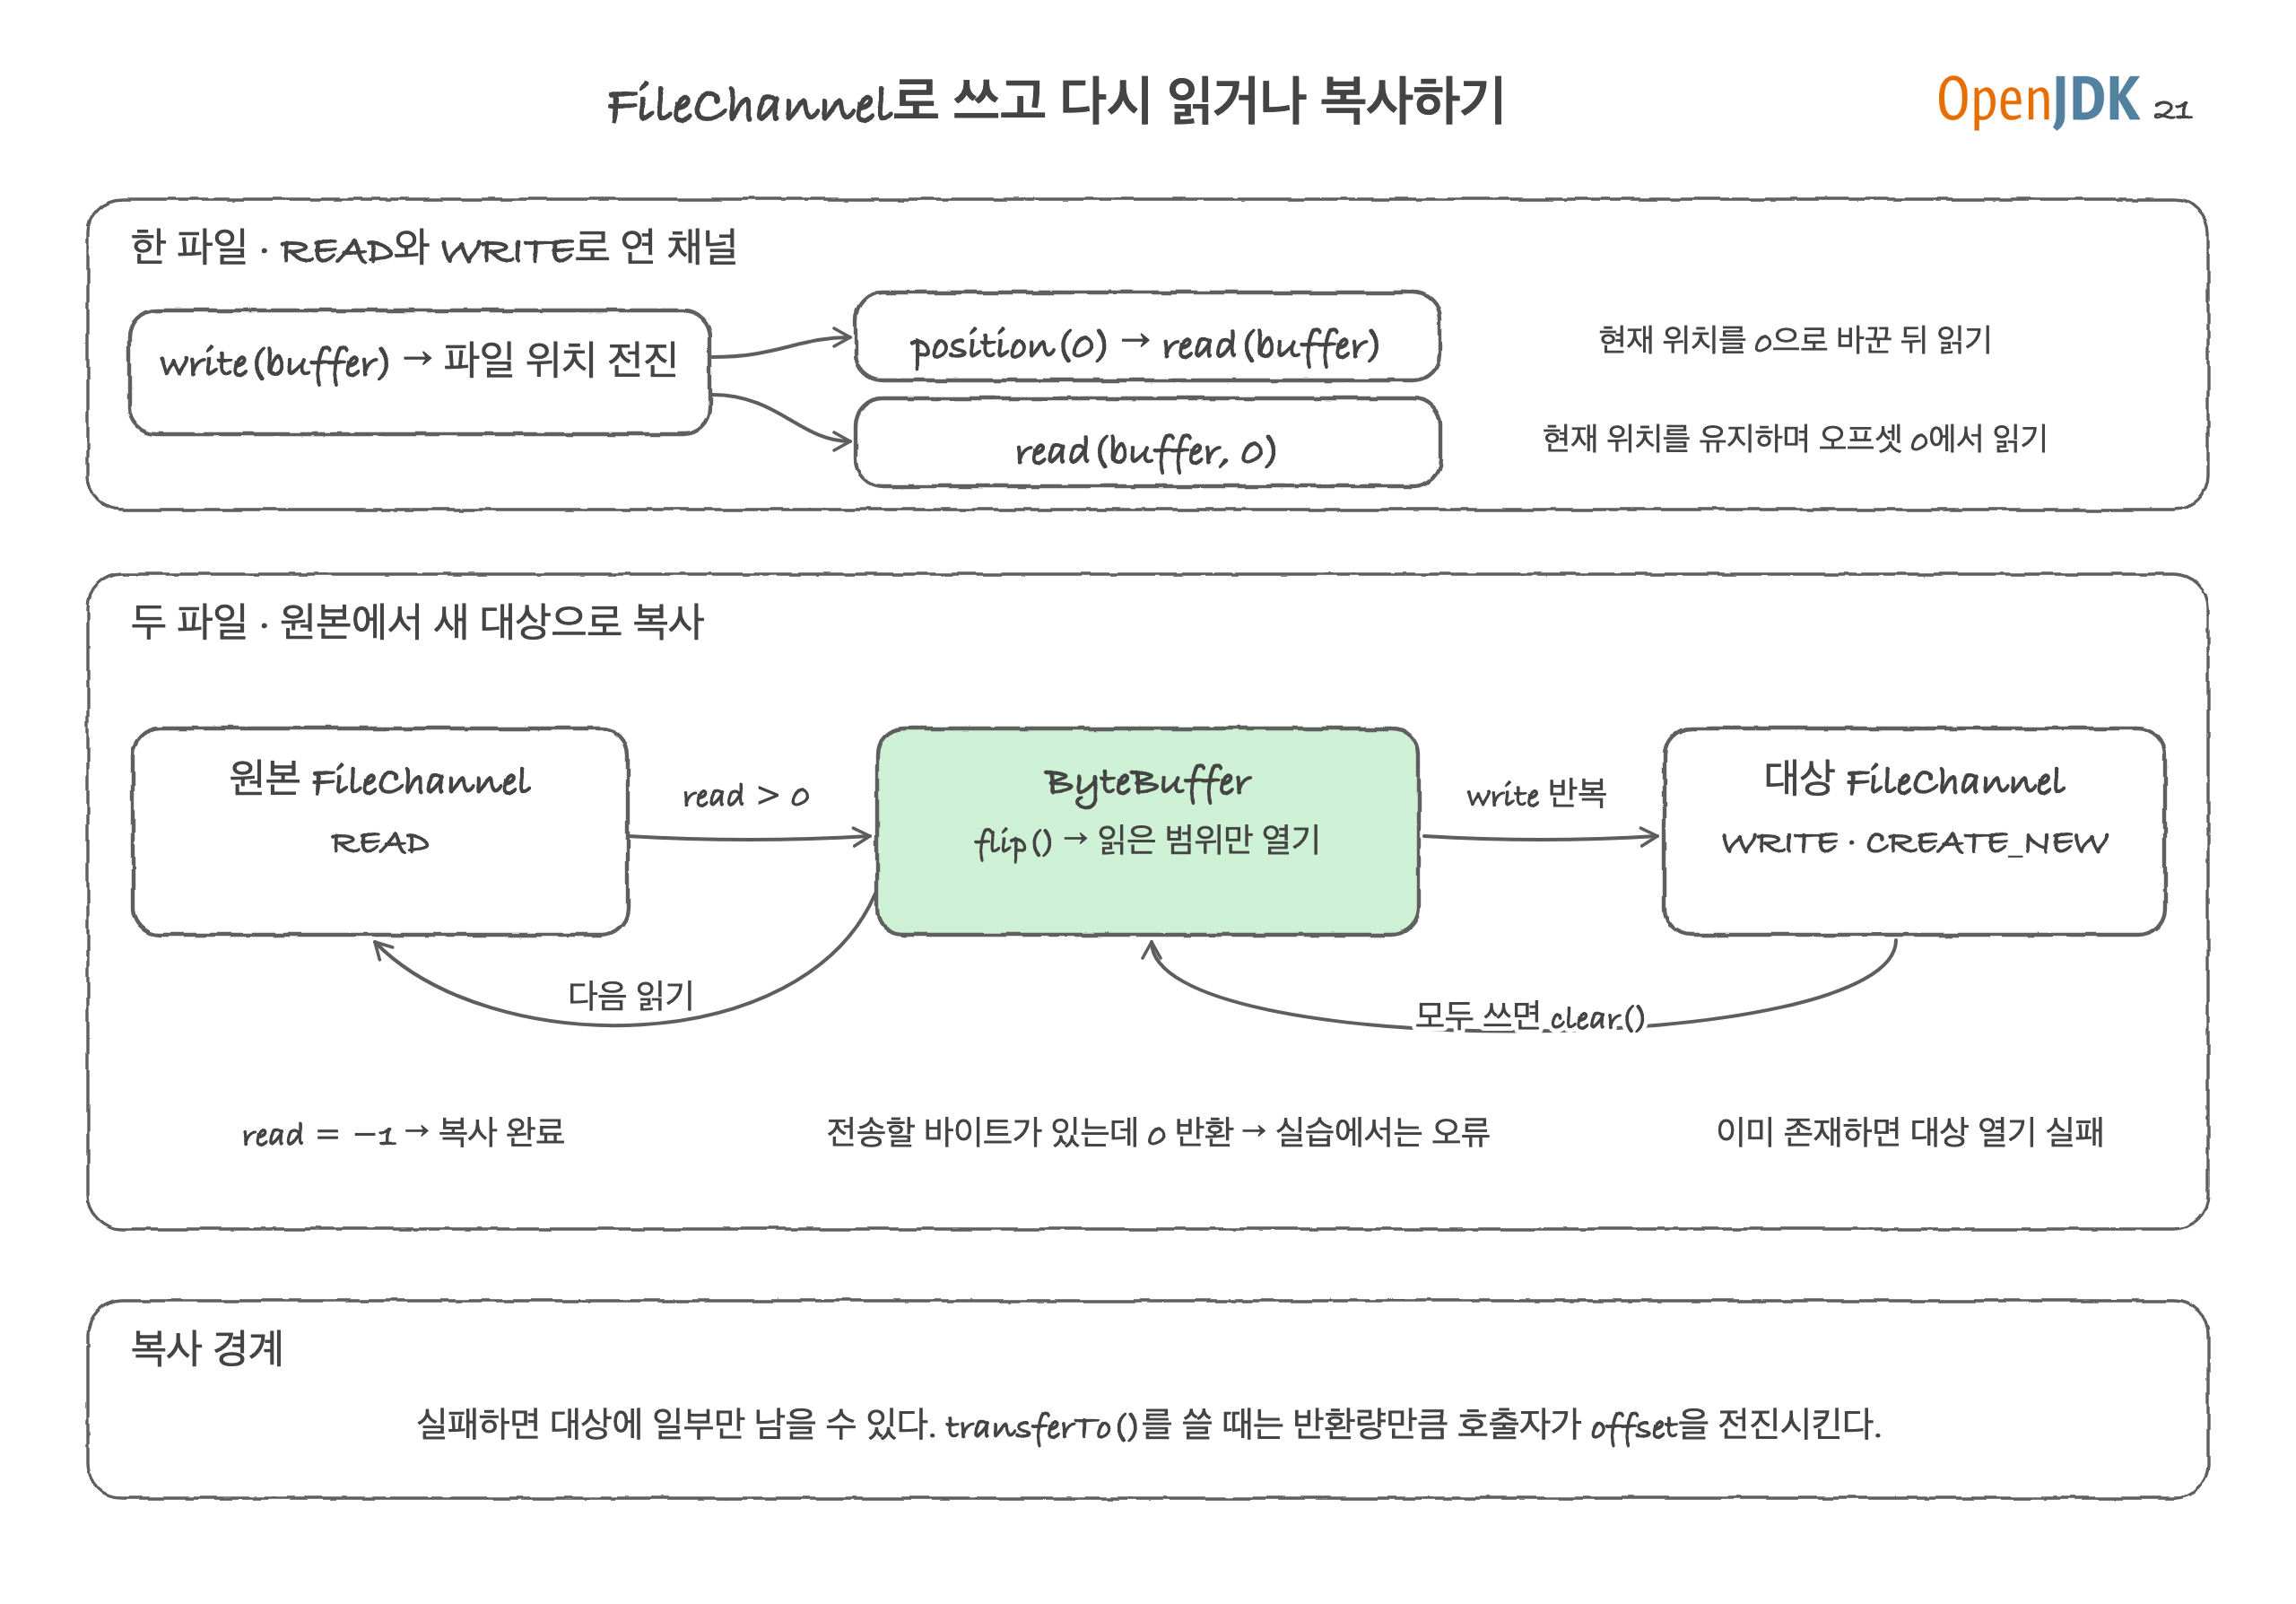 FileChannel로 쓰고 다시 읽거나 복사하기
OpenJDK 21
한 파일 · READ와 WRITE로 연 채널
write(buffer) → 파일 위치 전진
position(0) → read(buffer)
현재 위치를 0으로 바꾼 뒤 읽기
read(buffer, 0)
현재 위치를 유지하며 오프셋 0에서 읽기
두 파일 · 원본에서 새 대상으로 복사
원본 FileChannel
READ
read > 0
ByteBuffer
flip() → 읽은 범위만 열기
write 반복
대상 FileChannel
WRITE · CREATE_NEW
다음 읽기
모두 쓰면 clear()
read = −1 → 복사 완료
전송할 바이트가 있는데 0 반환 → 실습에서는 오류
이미 존재하면 대상 열기 실패
복사 경계
실패하면 대상에 일부만 남을 수 있다. transferTo()를 쓸 때는 반환량만큼 호출자가 offset을 전진시킨다.